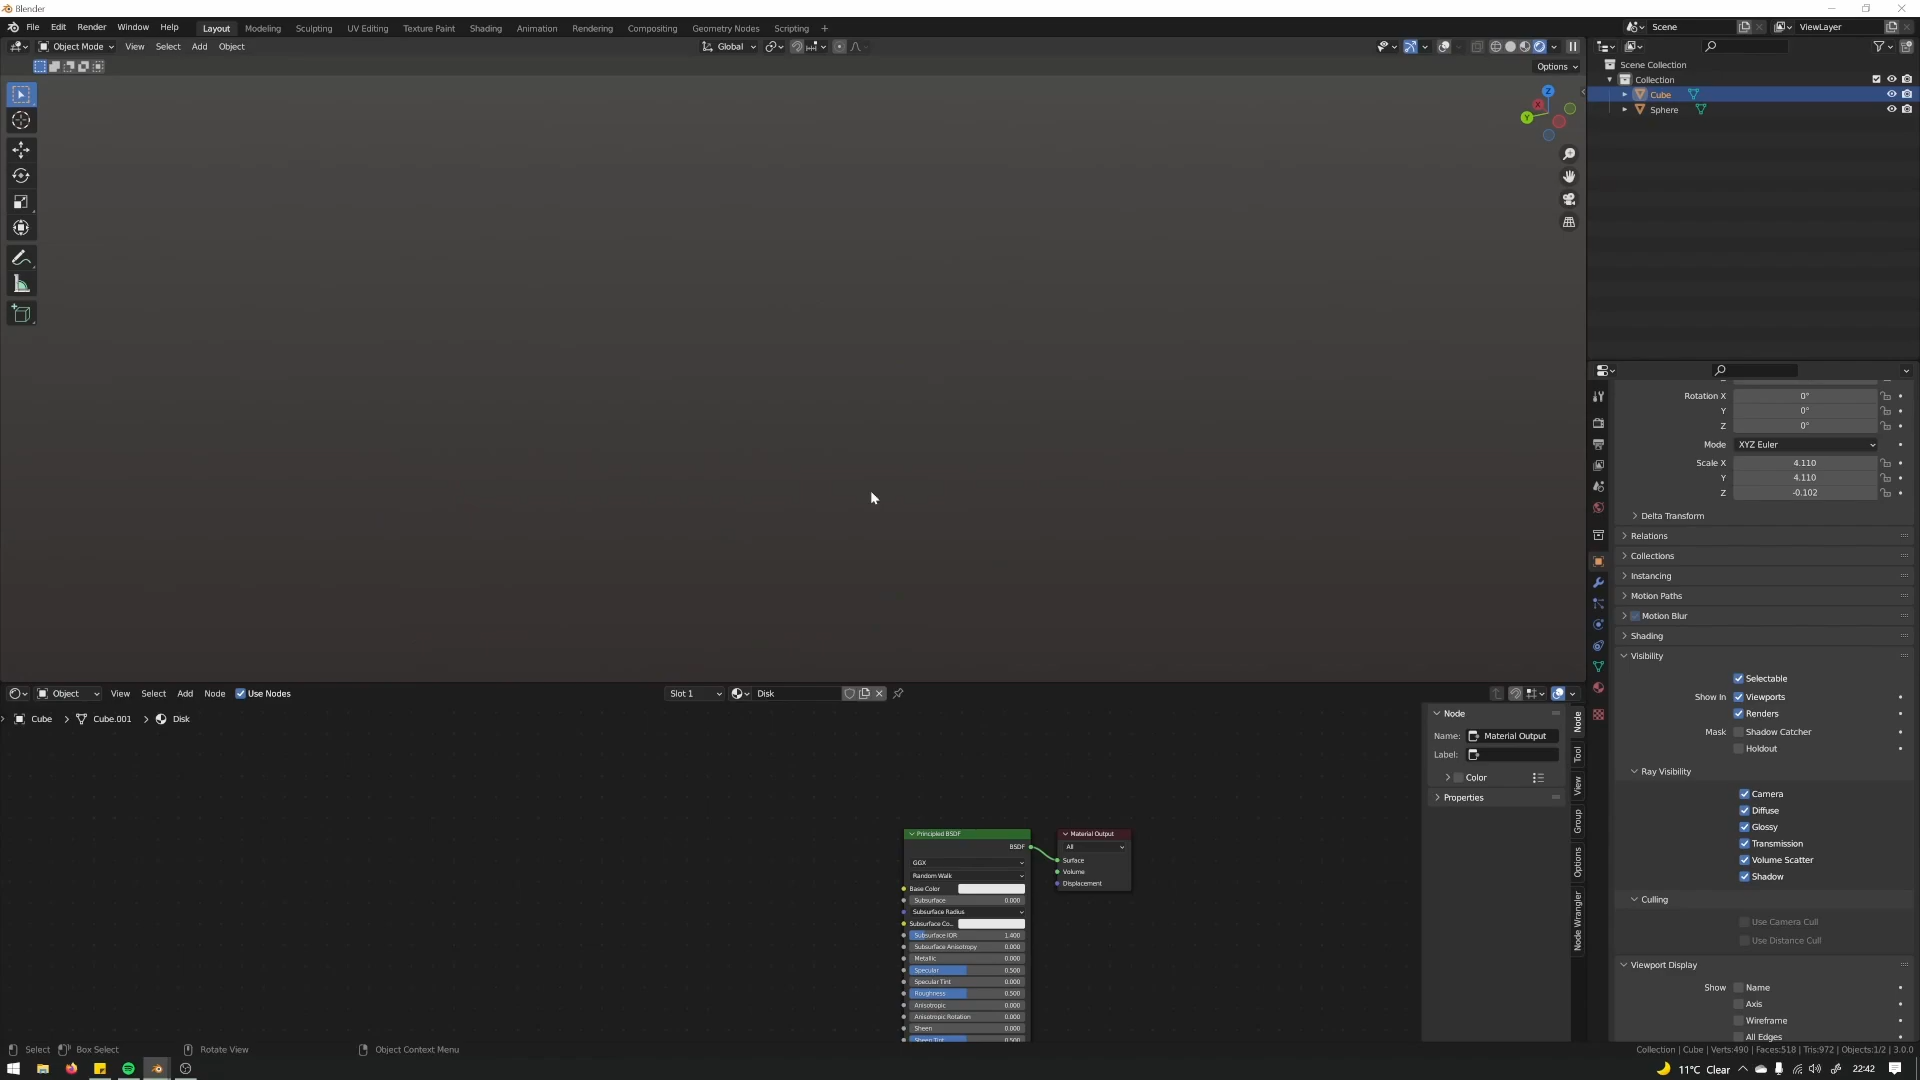 Blender
File Edit Render Window Help Layout Modeling Sculpting UV Editing Texture Paint Shading Animation Rendering Compositing Geometry Nodes Scripting + Scene ViewLayer
Object Mode View Select Add Object Global
Options
Z
X
Y
Scene Collection
Collection
Cube
Sphere
Rotation X 0°
Y 0°
Z 0°
Mode XYZ Euler
Scale X 4.110
Y 4.110
Z -0.102
Delta Transform
Relations
Collections
Instancing
Motion Paths
Motion Blur
Shading
Visibility
Selectable
Show In Viewports
Renders
Mask Shadow Catcher
Holdout
Ray Visibility
Camera
Diffuse
Glossy
Transmission
Volume Scatter
Shadow
Culling
Use Camera Cull
Use Distance Cull
Viewport Display
Show Name
Axis
Wireframe
All Edges
Object View Select Add Node Use Nodes Slot 1 Disk
Cube > Cube.001 > Disk
Node
Name: Material Output
Label:
Color
Properties
Node
Tool
View
Group
Options
Node Wrangler
Principled BSDF
BSDF
GGX
Random Walk
Base Color
Subsurface 0.000
Subsurface Radius
Subsurface Co..
Subsurface IOR 1.400
Subsurface Anisotropy 0.000
Metallic 0.000
Specular 0.500
Specular Tint 0.000
Roughness 0.500
Anisotropic 0.000
Anisotropic Rotation 0.000
Sheen 0.000
Sheen Tint 0.500
Material Output
All
Surface
Volume
Displacement
Select Box Select Rotate View Object Context Menu
Collection | Cube | Verts:490 | Faces:518 | Tris:972 | Objects:1/2 | 3.0.0
11°C Clear 22:42